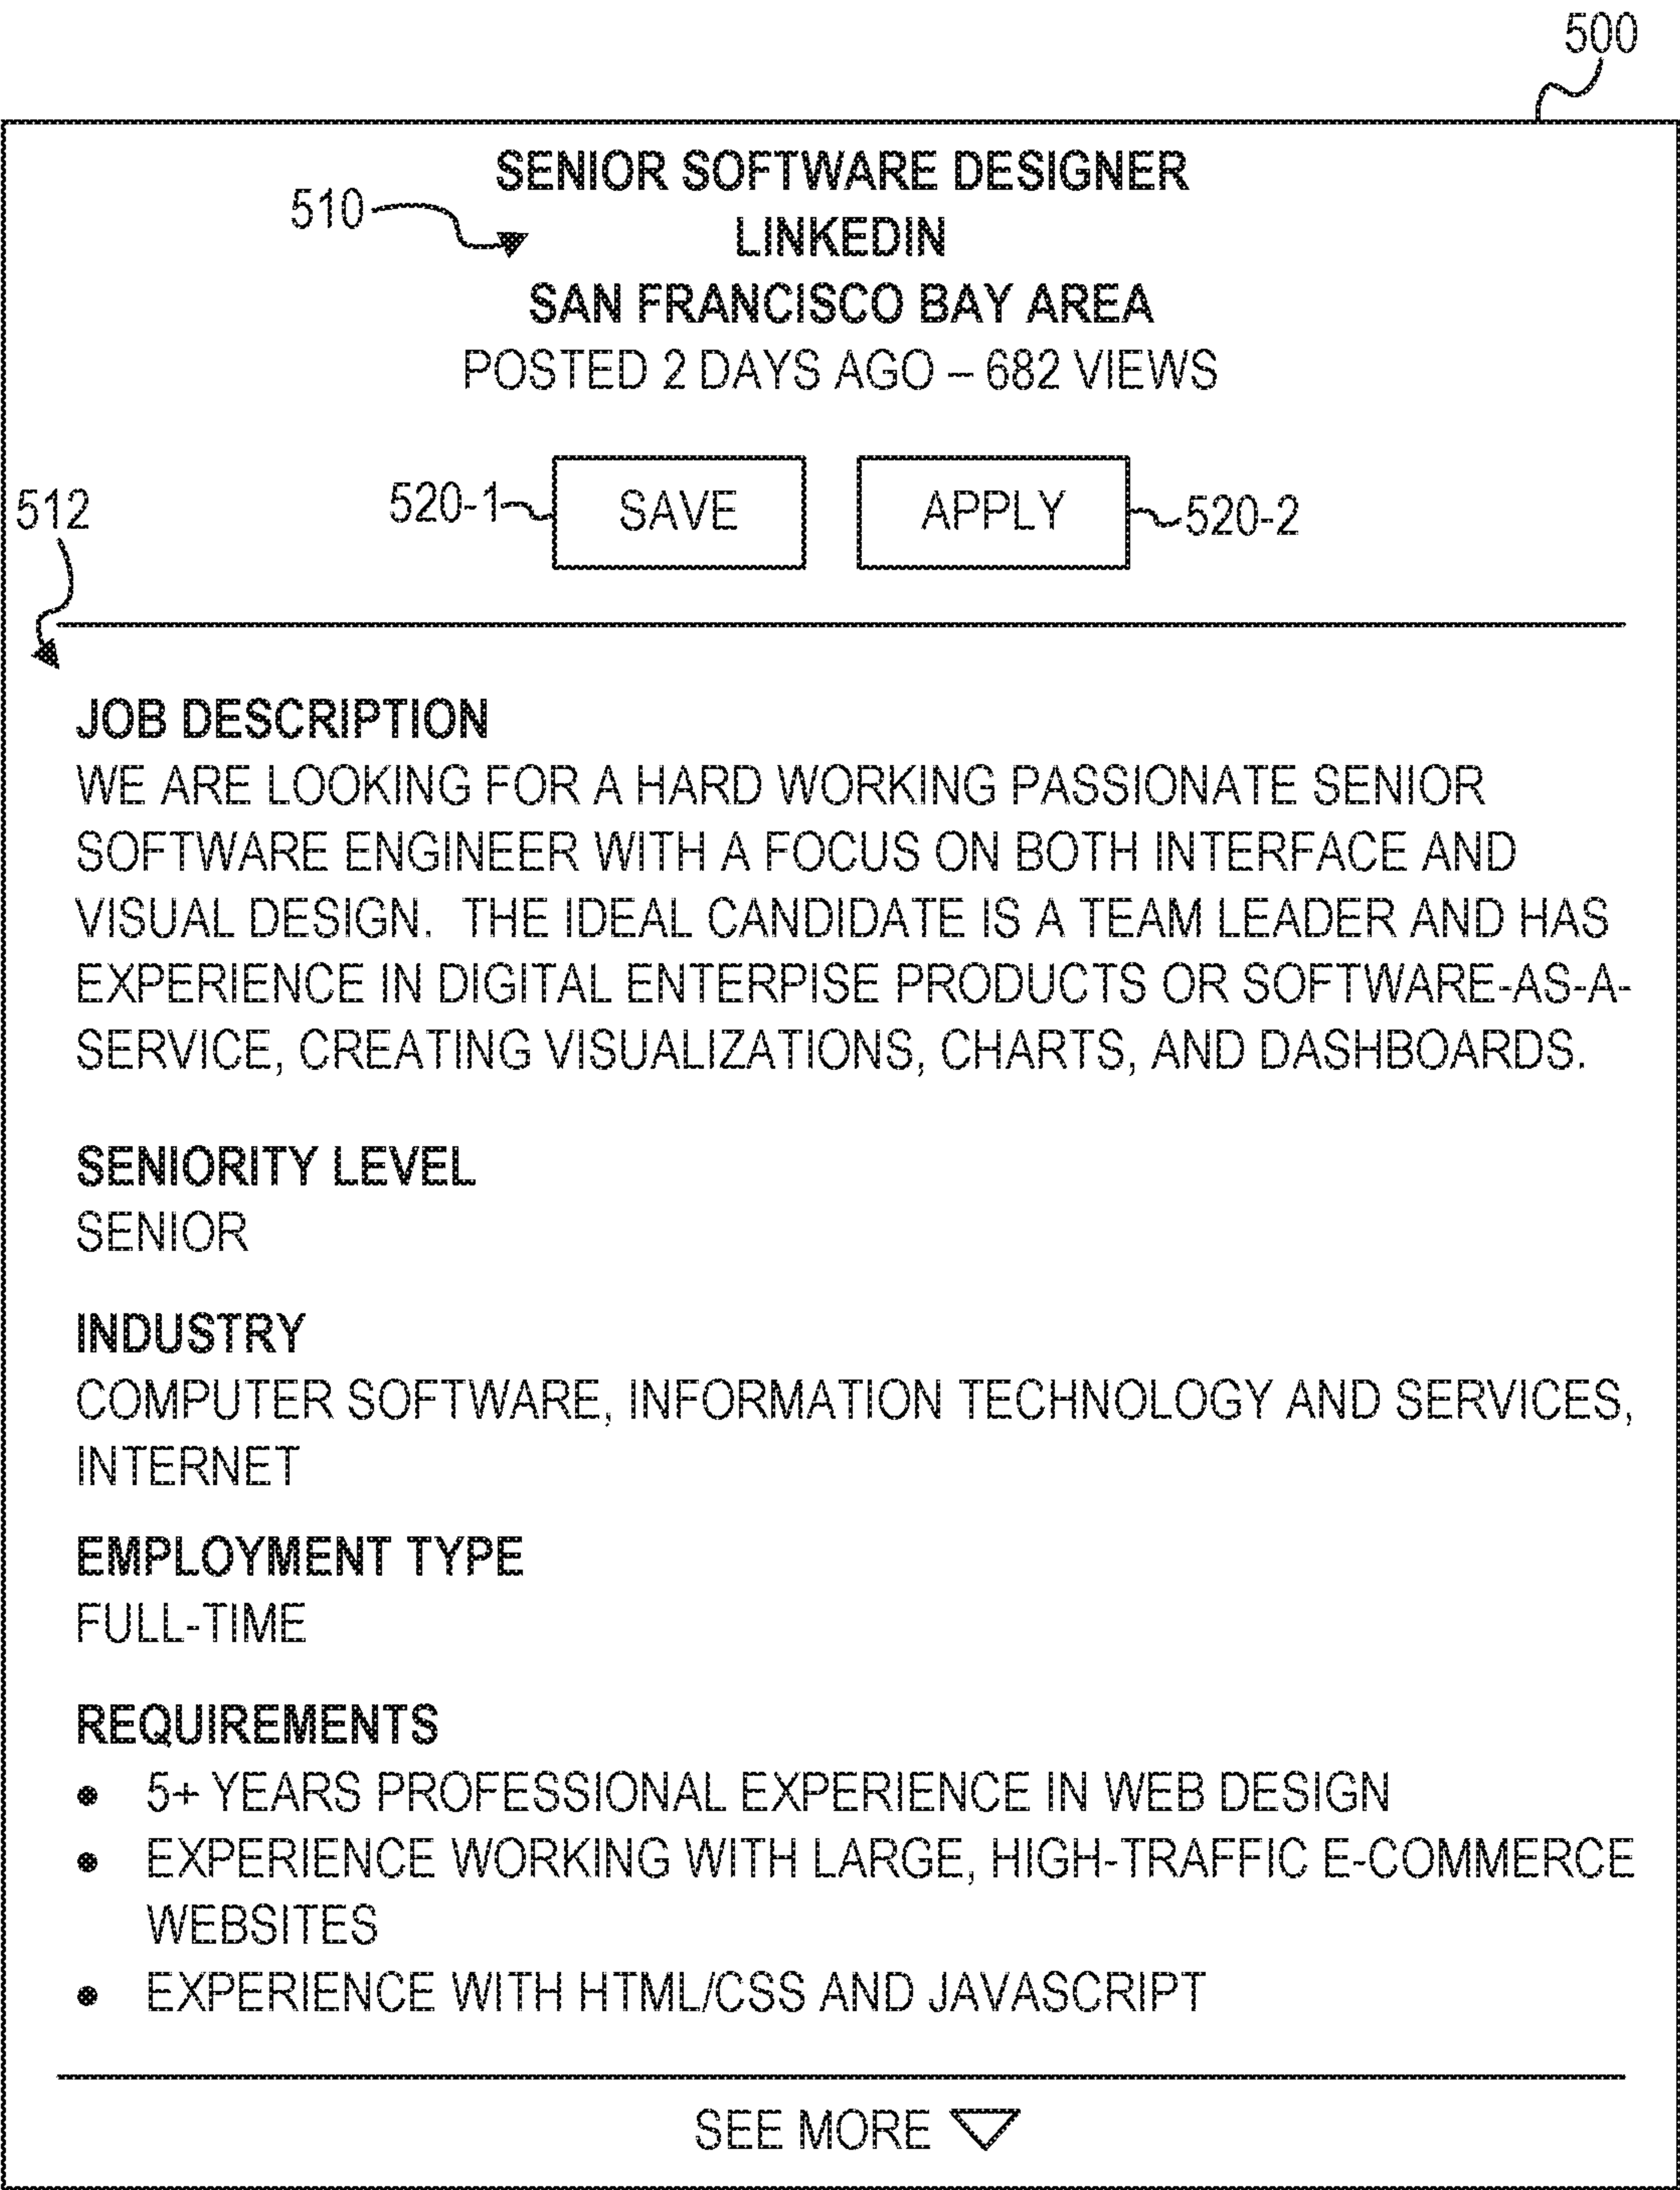 500
SENIOR SOFTWARE DESIGNER
510
LINKEDIN
SAN FRANCISCO BAY AREA
POSTED 2 DAYS AGO – 682 VIEWS
512
520-1
SAVE
APPLY
520-2
JOB DESCRIPTION
WE ARE LOOKING FOR A HARD WORKING PASSIONATE SENIOR
SOFTWARE ENGINEER WITH A FOCUS ON BOTH INTERFACE AND
VISUAL DESIGN. THE IDEAL CANDIDATE IS A TEAM LEADER AND HAS
EXPERIENCE IN DIGITAL ENTERPISE PRODUCTS OR SOFTWARE-AS-A-
SERVICE, CREATING VISUALIZATIONS, CHARTS, AND DASHBOARDS.
SENIORITY LEVEL
SENIOR
INDUSTRY
COMPUTER SOFTWARE, INFORMATION TECHNOLOGY AND SERVICES,
INTERNET
EMPLOYMENT TYPE
FULL-TIME
REQUIREMENTS
• 5+ YEARS PROFESSIONAL EXPERIENCE IN WEB DESIGN
• EXPERIENCE WORKING WITH LARGE, HIGH-TRAFFIC E-COMMERCE
WEBSITES
• EXPERIENCE WITH HTML/CSS AND JAVASCRIPT
SEE MORE